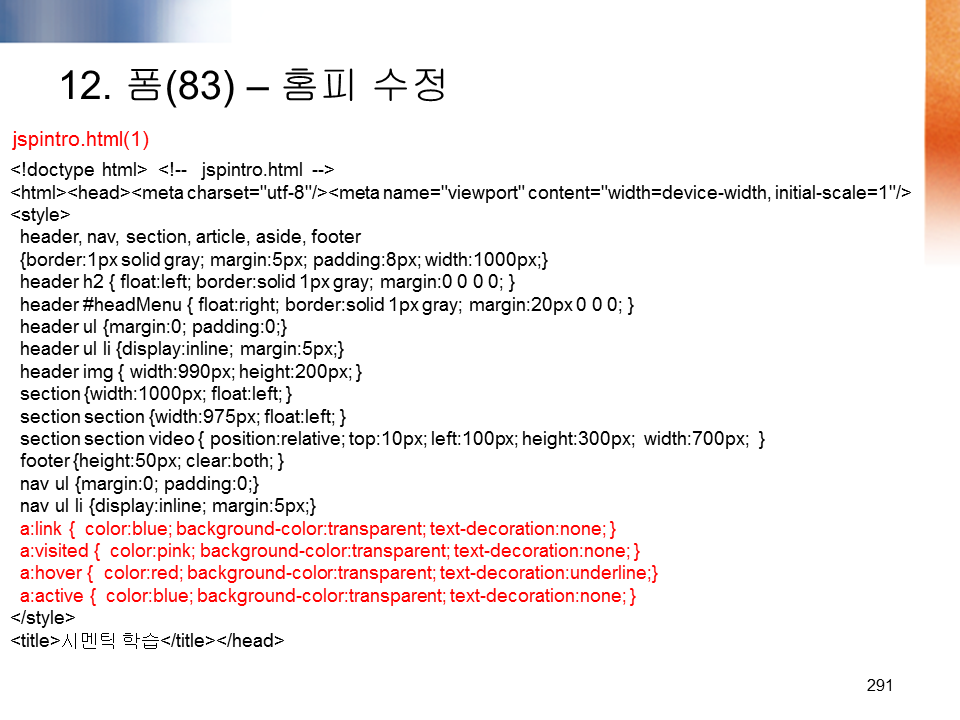 12. 폼(83) – 홈피 수정
jspintro.html(1)
<!doctype html> <!-- jspintro.html -->
<html><head><meta charset="utf-8"/><meta name="viewport" content="width=device-width, initial-scale=1"/>
<style>
header, nav, section, article, aside, footer
{border:1px solid gray; margin:5px; padding:8px; width:1000px;}
header h2 { float:left; border:solid 1px gray; margin:0 0 0 0; }
header #headMenu { float:right; border:solid 1px gray; margin:20px 0 0 0; }
header ul {margin:0; padding:0;}
header ul li {display:inline; margin:5px;}
header img { width:990px; height:200px; }
section {width:1000px; float:left; }
section section {width:975px; float:left; }
section section video { position:relative; top:10px; left:100px; height:300px; width:700px; }
footer {height:50px; clear:both; }
nav ul {margin:0; padding:0;}
nav ul li {display:inline; margin:5px;}
a:link { color:blue; background-color:transparent; text-decoration:none; }
a:visited { color:pink; background-color:transparent; text-decoration:none; }
a:hover { color:red; background-color:transparent; text-decoration:underline;}
a:active { color:blue; background-color:transparent; text-decoration:none; }
</style>
<title>시멘틱 학습</title></head>
291